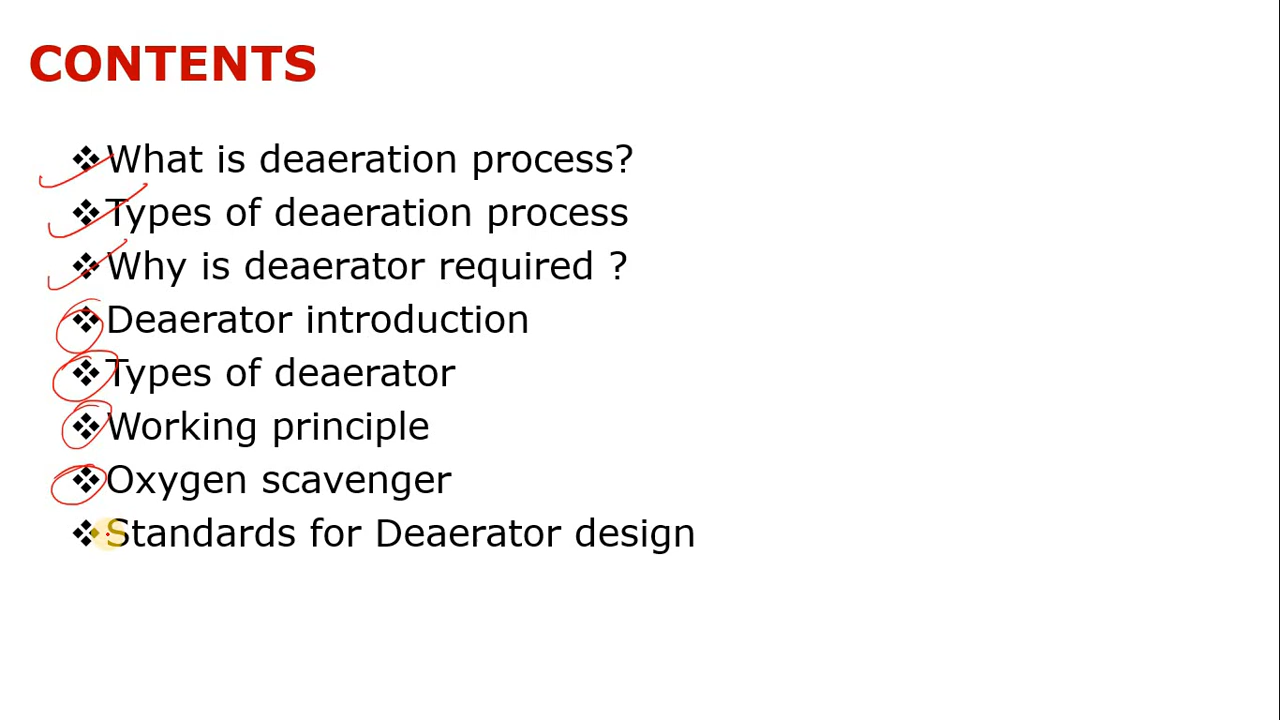 CONTENTS
❖What is deaeration process?
❖Types of deaeration process
❖Why is deaerator required ?
❖Deaerator introduction
❖Types of deaerator
❖Working principle
❖Oxygen scavenger
❖Standards for Deaerator design